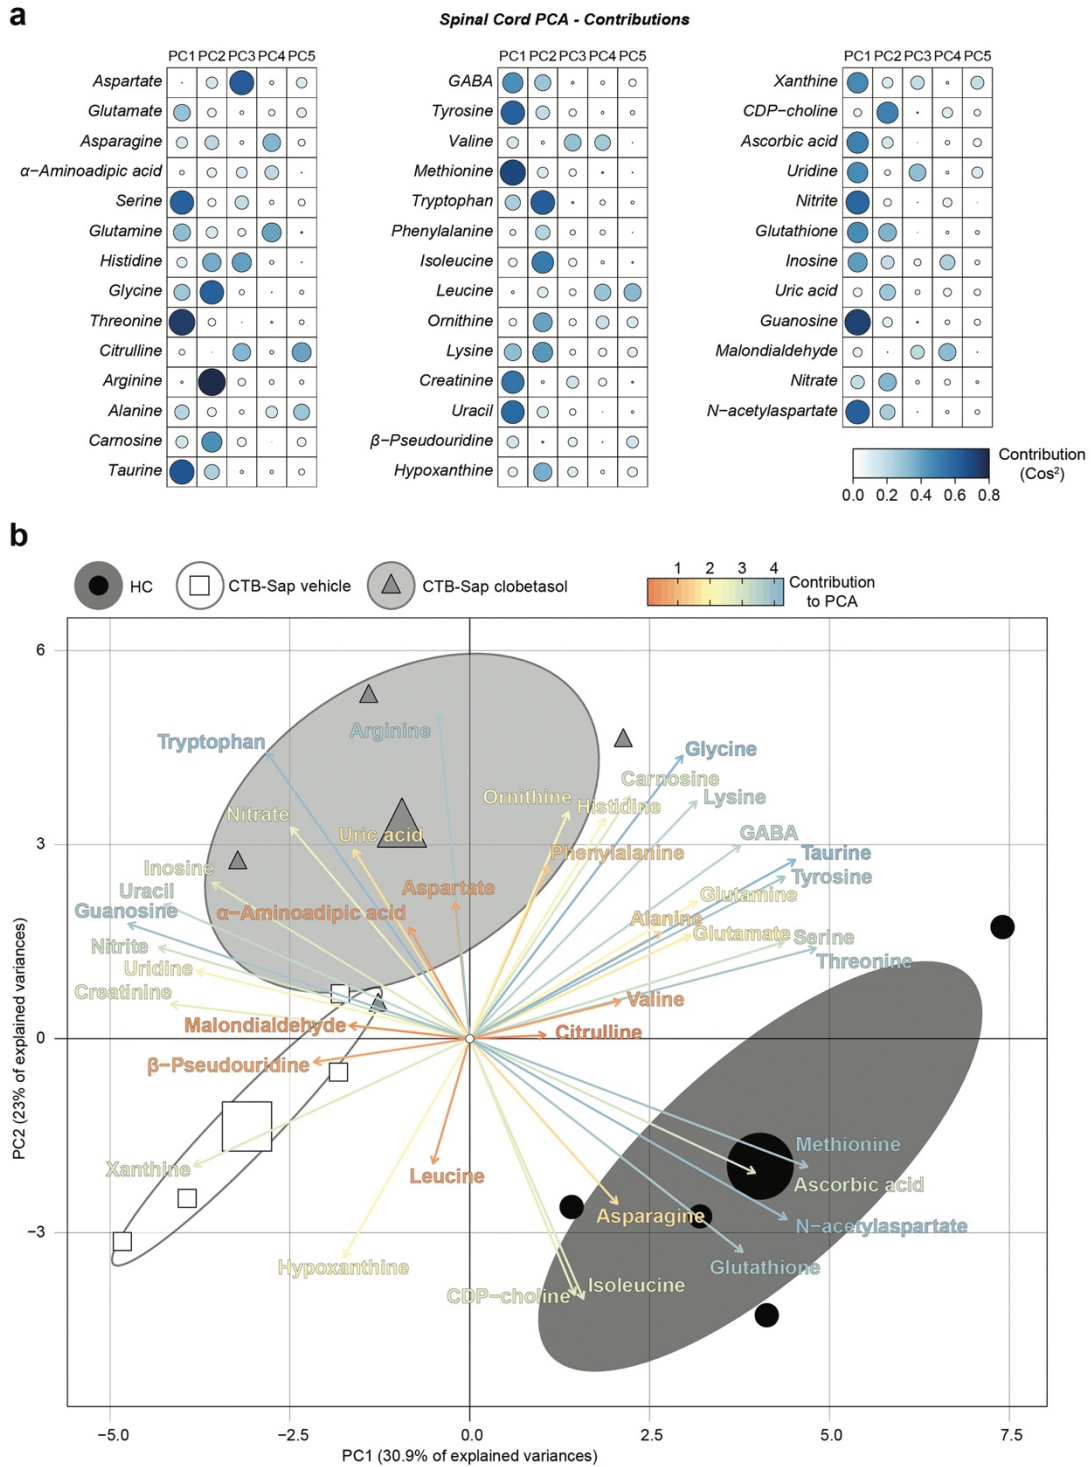 a
Spinal Cord PCA - Contributions
PC1 PC2 PC3 PC4 PC5
Aspartate
Glutamate
Asparagine
α−Aminoadipic acid
Serine
Glutamine
Histidine
Glycine
Threonine
Citrulline
Arginine
Alanine
Carnosine
Taurine
PC1 PC2 PC3 PC4 PC5
GABA
Tyrosine
Valine
Methionine
Tryptophan
Phenylalanine
Isoleucine
Leucine
Ornithine
Lysine
Creatinine
Uracil
β−Pseudouridine
Hypoxanthine
PC1 PC2 PC3 PC4 PC5
Xanthine
CDP−choline
Ascorbic acid
Uridine
Nitrite
Glutathione
Inosine
Uric acid
Guanosine
Malondialdehyde
Nitrate
N−acetylaspartate
Contribution
(Cos²)
0.0 0.2 0.4 0.6 0.8
b
HC
CTB-Sap vehicle
CTB-Sap clobetasol
1 2 3 4
Contribution
to PCA
6
3
0
−3
PC2 (23% of explained variances)
Arginine
Tryptophan
Glycine
Carnosine
Ornithine
Lysine
Histidine
Nitrate
Uric acid
GABA
Phenylalanine
Taurine
Inosine
Tyrosine
Uracil
Aspartate
Glutamine
Guanosine
α−Aminoadipic acid
Alanine
Glutamate
Serine
Nitrite
Threonine
Uridine
Creatinine
Valine
Malondialdehyde
Citrulline
β−Pseudouridine
Methionine
Xanthine
Leucine
Ascorbic acid
Asparagine
N−acetylaspartate
Hypoxanthine
Glutathione
Isoleucine
CDP−choline
−5.0 −2.5 0.0 2.5 5.0 7.5
PC1 (30.9% of explained variances)